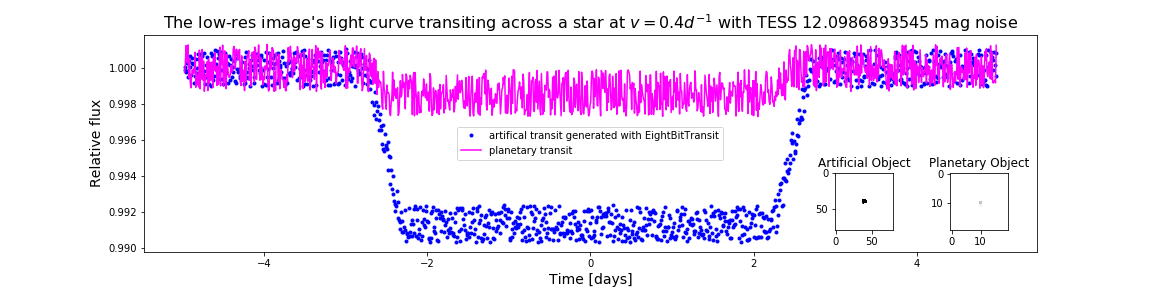 The low-res image's light curve transiting across a star at v = 0.4d⁻¹ with TESS 12.0986893545 mag noise
Relative flux
1.000
0.998
0.996
0.994
0.992
0.990
artifical transit generated with EightBitTransit
planetary transit
Artificial Object
0
50
0 50
Planetary Object
0
10
0 10
−4 −2 0 2 4
Time [days]